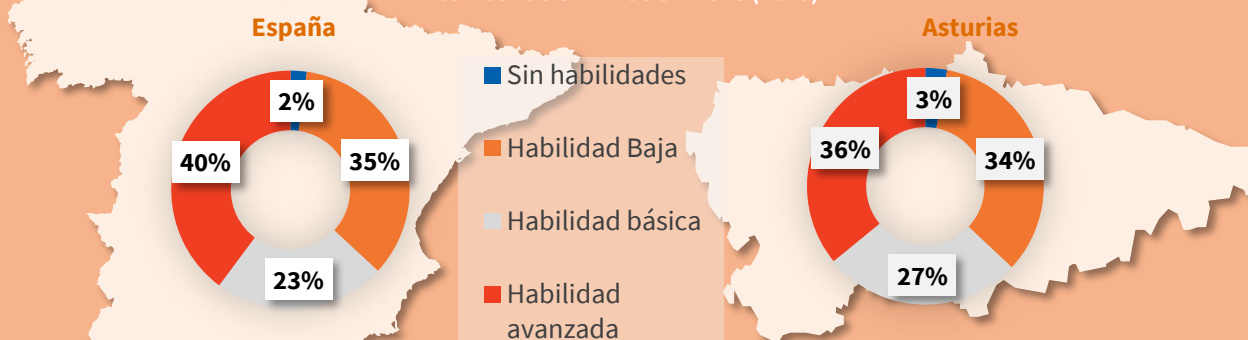 España
Asturias
Sin habilidades
Habilidad Baja
Habilidad básica
Habilidad
avanzada
2%
35%
23%
40%
3%
34%
27%
36%